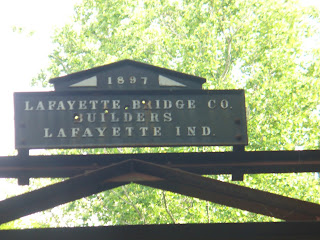 1897
LAFAYETTE BRIDGE CO.
BUILDERS
LAFAYETTE IND.